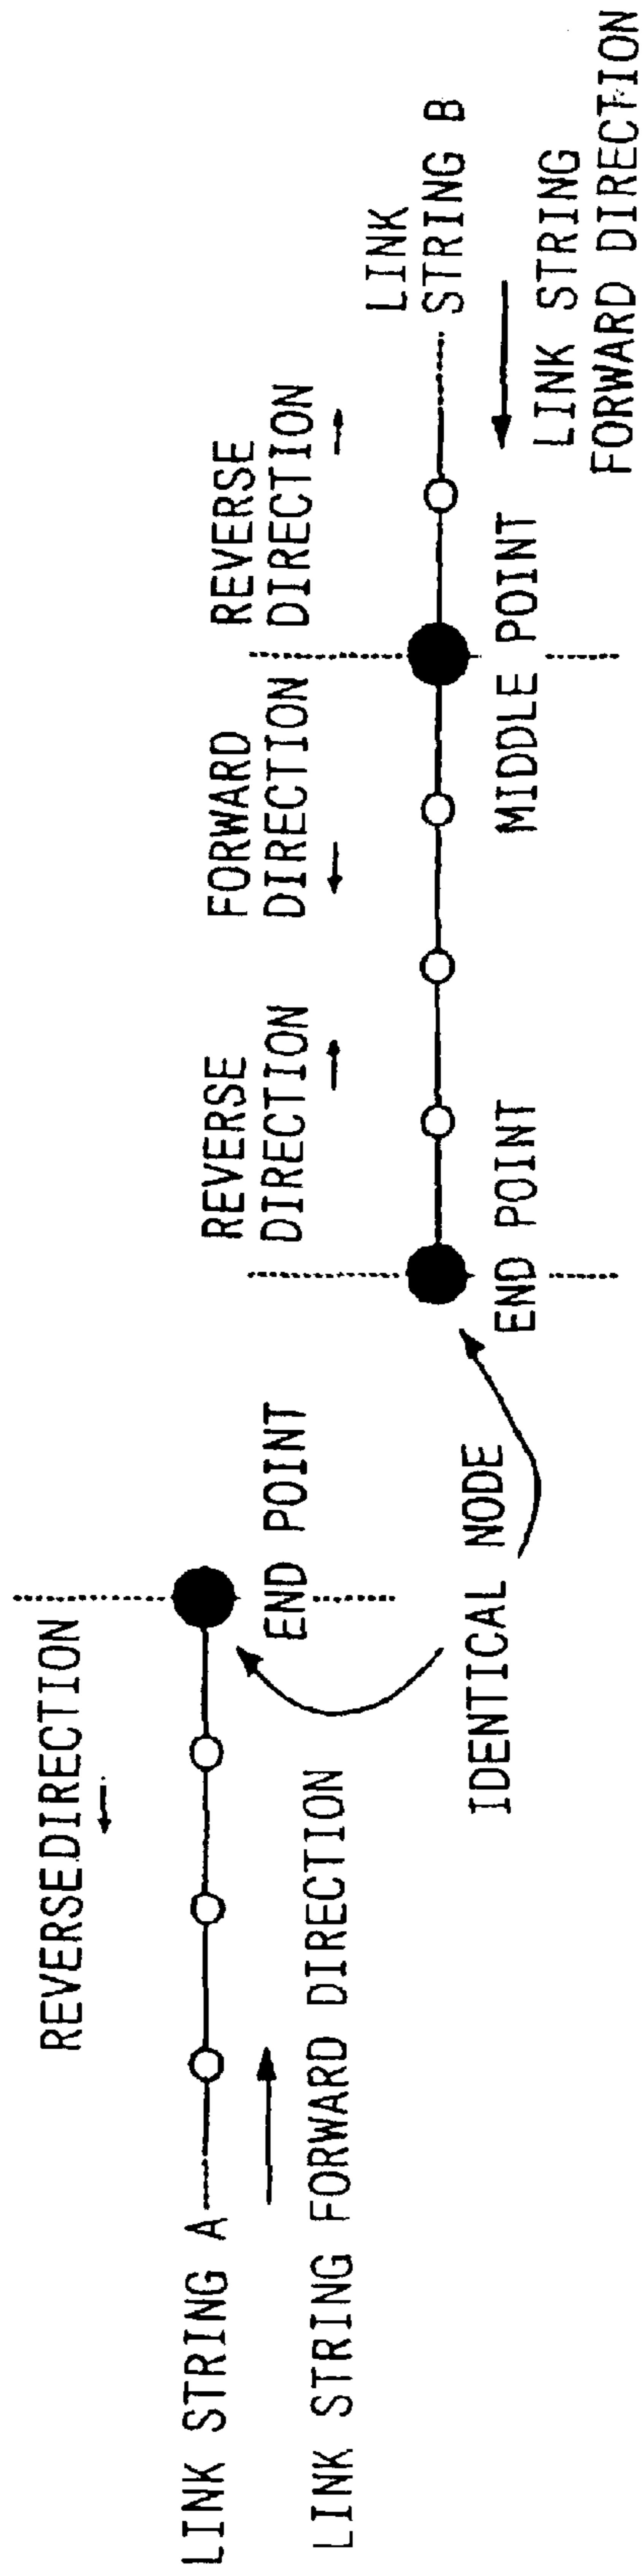 REVERSEDIRECTION
LINK STRING A
END POINT
LINK STRING FORWARD DIRECTION
IDENTICAL NODE
REVERSE
DIRECTION
FORWARD
DIRECTION
REVERSE
DIRECTION
LINK
STRING B
END POINT
MIDDLE POINT
LINK STRING
FORWARD DIRECTION